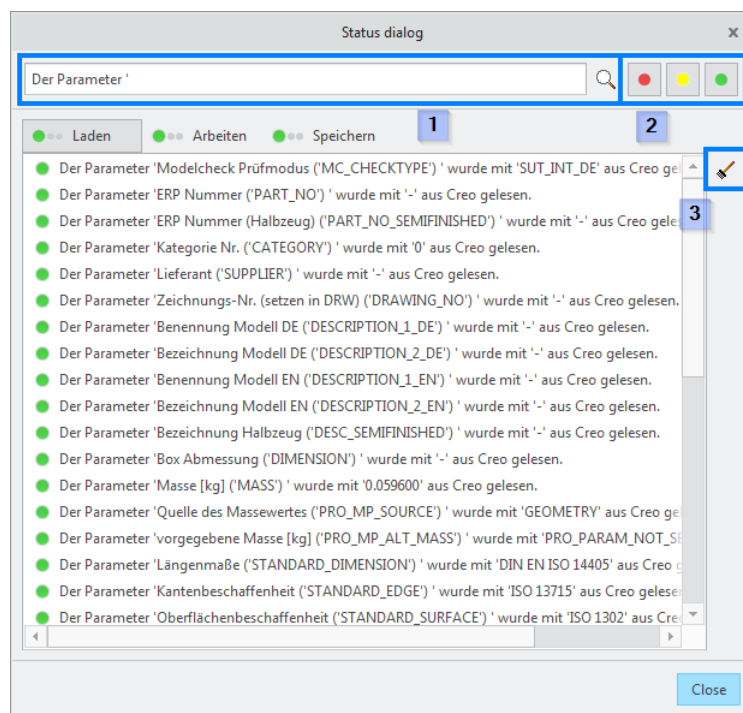 Status dialog
x
Der Parameter '
1
2
Laden
Arbeiten
Speichern
Der Parameter 'Modelcheck Prüfmodus ('MC_CHECKTYPE') ' wurde mit 'SUT_INT_DE' aus Creo
Der Parameter 'ERP Nummer ('PART_NO') ' wurde mit '-' aus Creo gelesen.
Der Parameter 'ERP Nummer (Halbzeug) ('PART_NO_SEMIFINISHED') ' wurde mit '-' aus Creo
3
Der Parameter 'Kategorie Nr. ('CATEGORY') ' wurde mit '0' aus Creo gelesen.
Der Parameter 'Lieferant ('SUPPLIER') ' wurde mit '-' aus Creo gelesen.
Der Parameter 'Zeichnungs-Nr. (setzen in DRW) ('DRAWING_NO') ' wurde mit '-' aus Creo gelesen.
Der Parameter 'Benennung Modell DE ('DESCRIPTION_1_DE') ' wurde mit '-' aus Creo gelesen.
Der Parameter 'Bezeichnung Modell DE ('DESCRIPTION_2_DE') ' wurde mit '-' aus Creo gelesen.
Der Parameter 'Benennung Modell EN ('DESCRIPTION_1_EN') ' wurde mit '-' aus Creo gelesen.
Der Parameter 'Bezeichnung Modell EN ('DESCRIPTION_2_EN') ' wurde mit '-' aus Creo gelesen.
Der Parameter 'Bezeichnung Halbzeug ('DESC_SEMIFINISHED') ' wurde mit '-' aus Creo gelesen.
Der Parameter 'Box Abmessung ('DIMENSION') ' wurde mit '-' aus Creo gelesen.
Der Parameter 'Masse [kg] ('MASS') ' wurde mit '0.059600' aus Creo gelesen.
Der Parameter 'Quelle des Massewertes ('PRO_MP_SOURCE') ' wurde mit 'GEOMETRY' aus Creo
Der Parameter 'vorgegebene Masse [kg] ('PRO_MP_ALT_MASS') ' wurde mit
Der Parameter 'Längenmaße ('STANDARD_DIMENSION') ' wurde mit 'DIN EN ISO 14405' aus Creo
Der Parameter 'Kantenbeschaffenheit ('STANDARD_EDGE') ' wurde mit 'ISO 13715' aus Creo
Der Parameter 'Oberflächenbeschaffenheit ('STANDARD_SURFACE') ' wurde mit 'ISO 1302' aus
Close